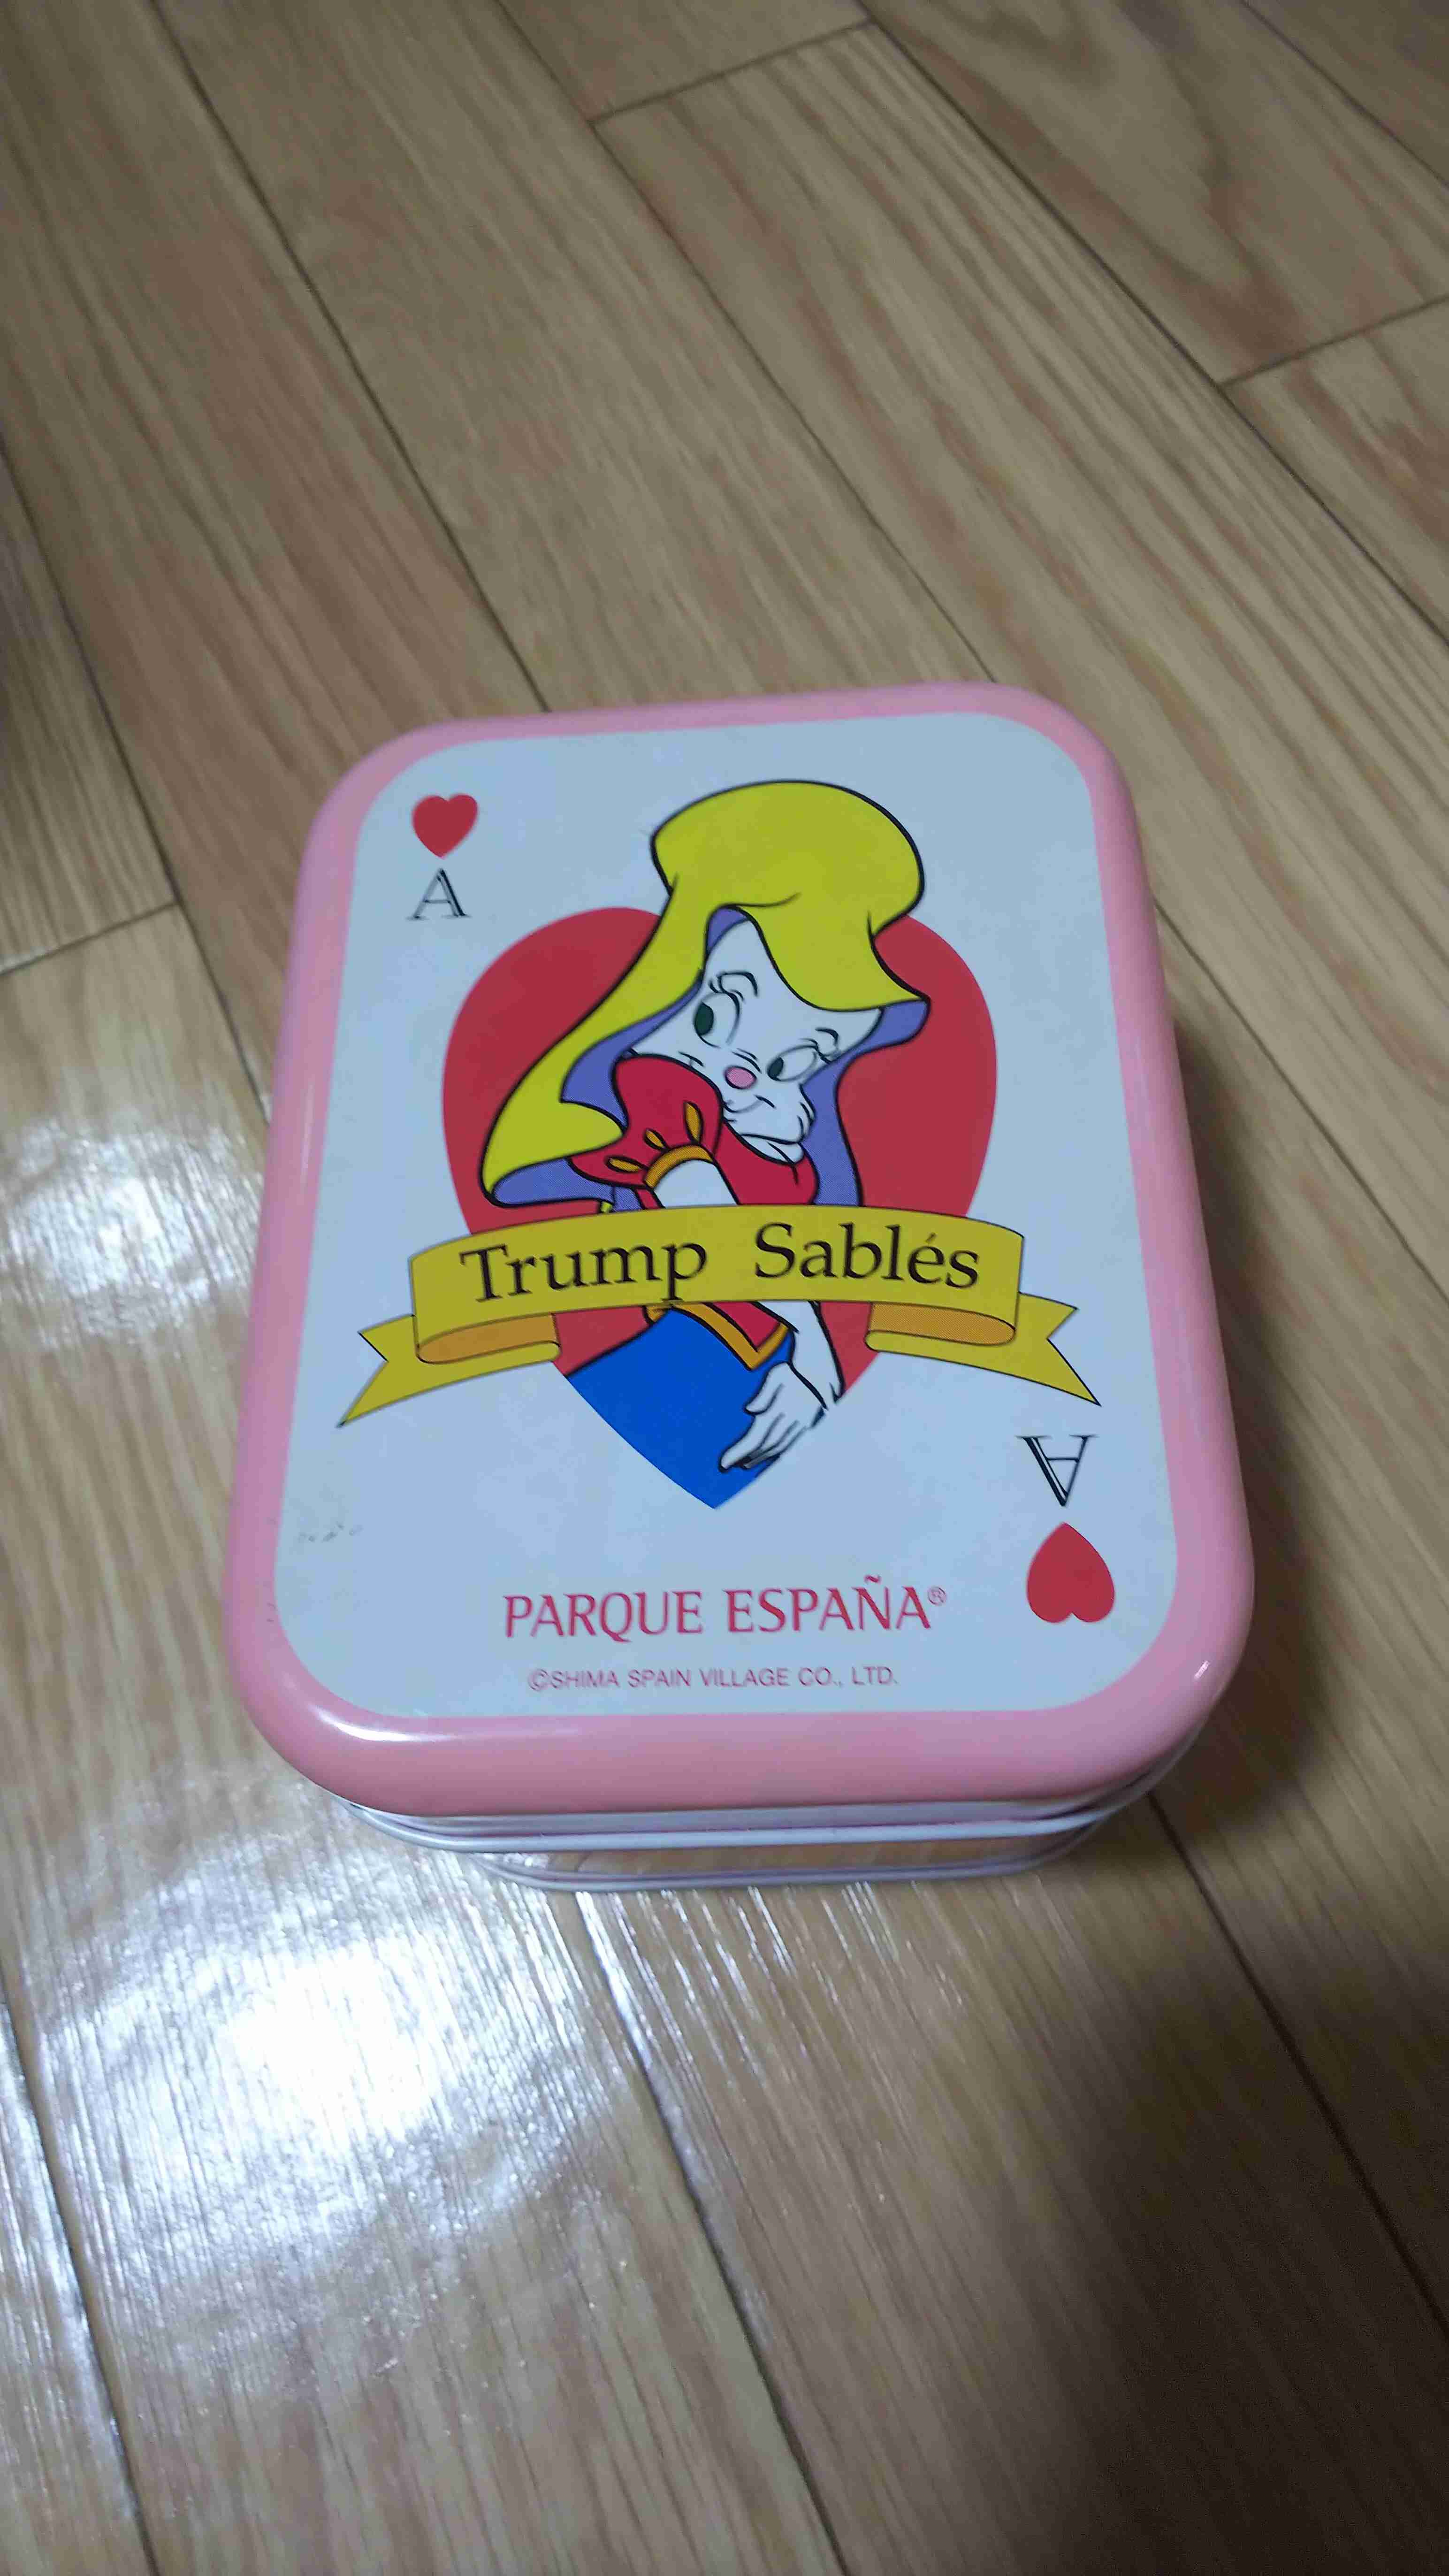 A
Trump Sablés
A
PARQUE ESPAÑA®
©SHIMA SPAIN VILLAGE CO., LTD.